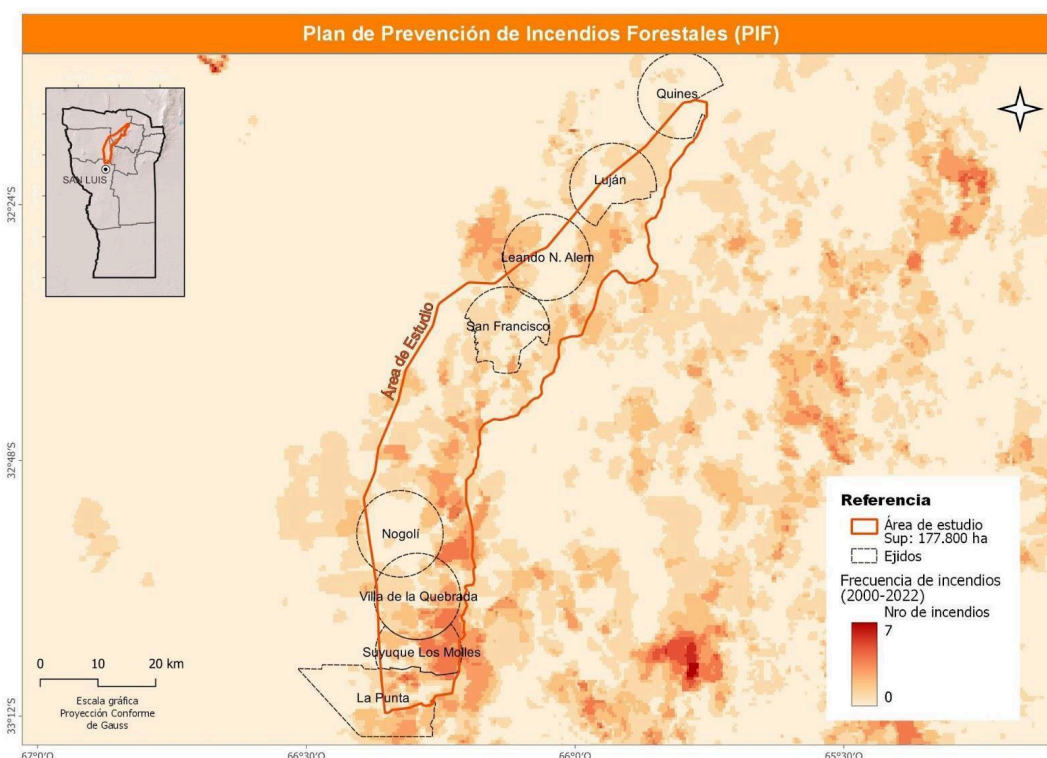 Plan de Prevención de Incendios Forestales (PIF)
SAN LUIS
Quines
Luján
Leando N. Alem
San Francisco
Área de Estudio
Nogolí
Villa de la Quebrada
Suyuque Los Molles
La Punta
32°24'S
32°48'S
33°12'S
67°0'O
66°30'O
66°0'O
65°30'O
0 10 20 km
Escala gráfica
Proyección Conforme
de Gauss
Referencia
Área de estudio
Sup: 177.800 ha
Ejidos
Frecuencia de incendios
(2000-2022)
Nro de incendios
7
0